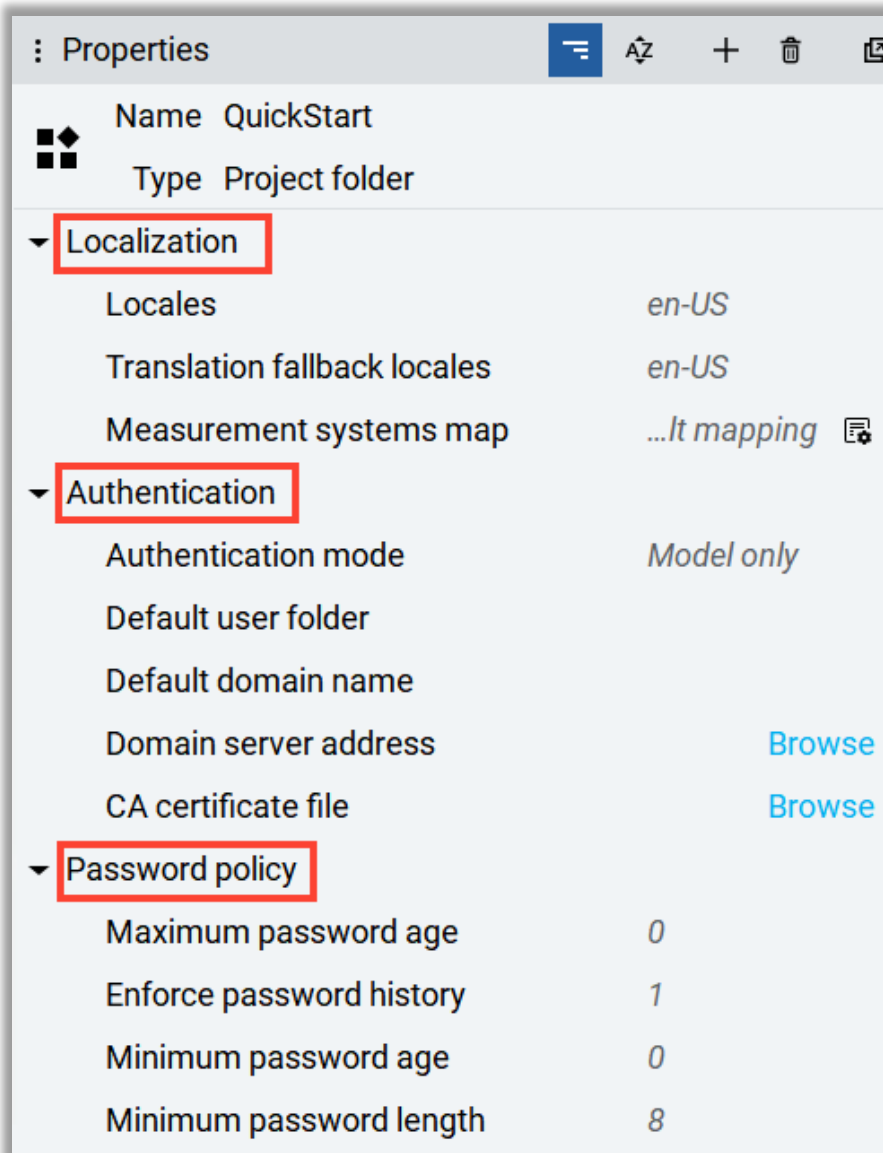 Properties
AZ
Name QuickStart
Type Project folder
Localization
Locales en-US
Translation fallback locales en-US
Measurement systems map ...lt mapping
Authentication
Authentication mode Model only
Default user folder
Default domain name
Domain server address Browse
CA certificate file Browse
Password policy
Maximum password age 0
Enforce password history 1
Minimum password age 0
Minimum password length 8